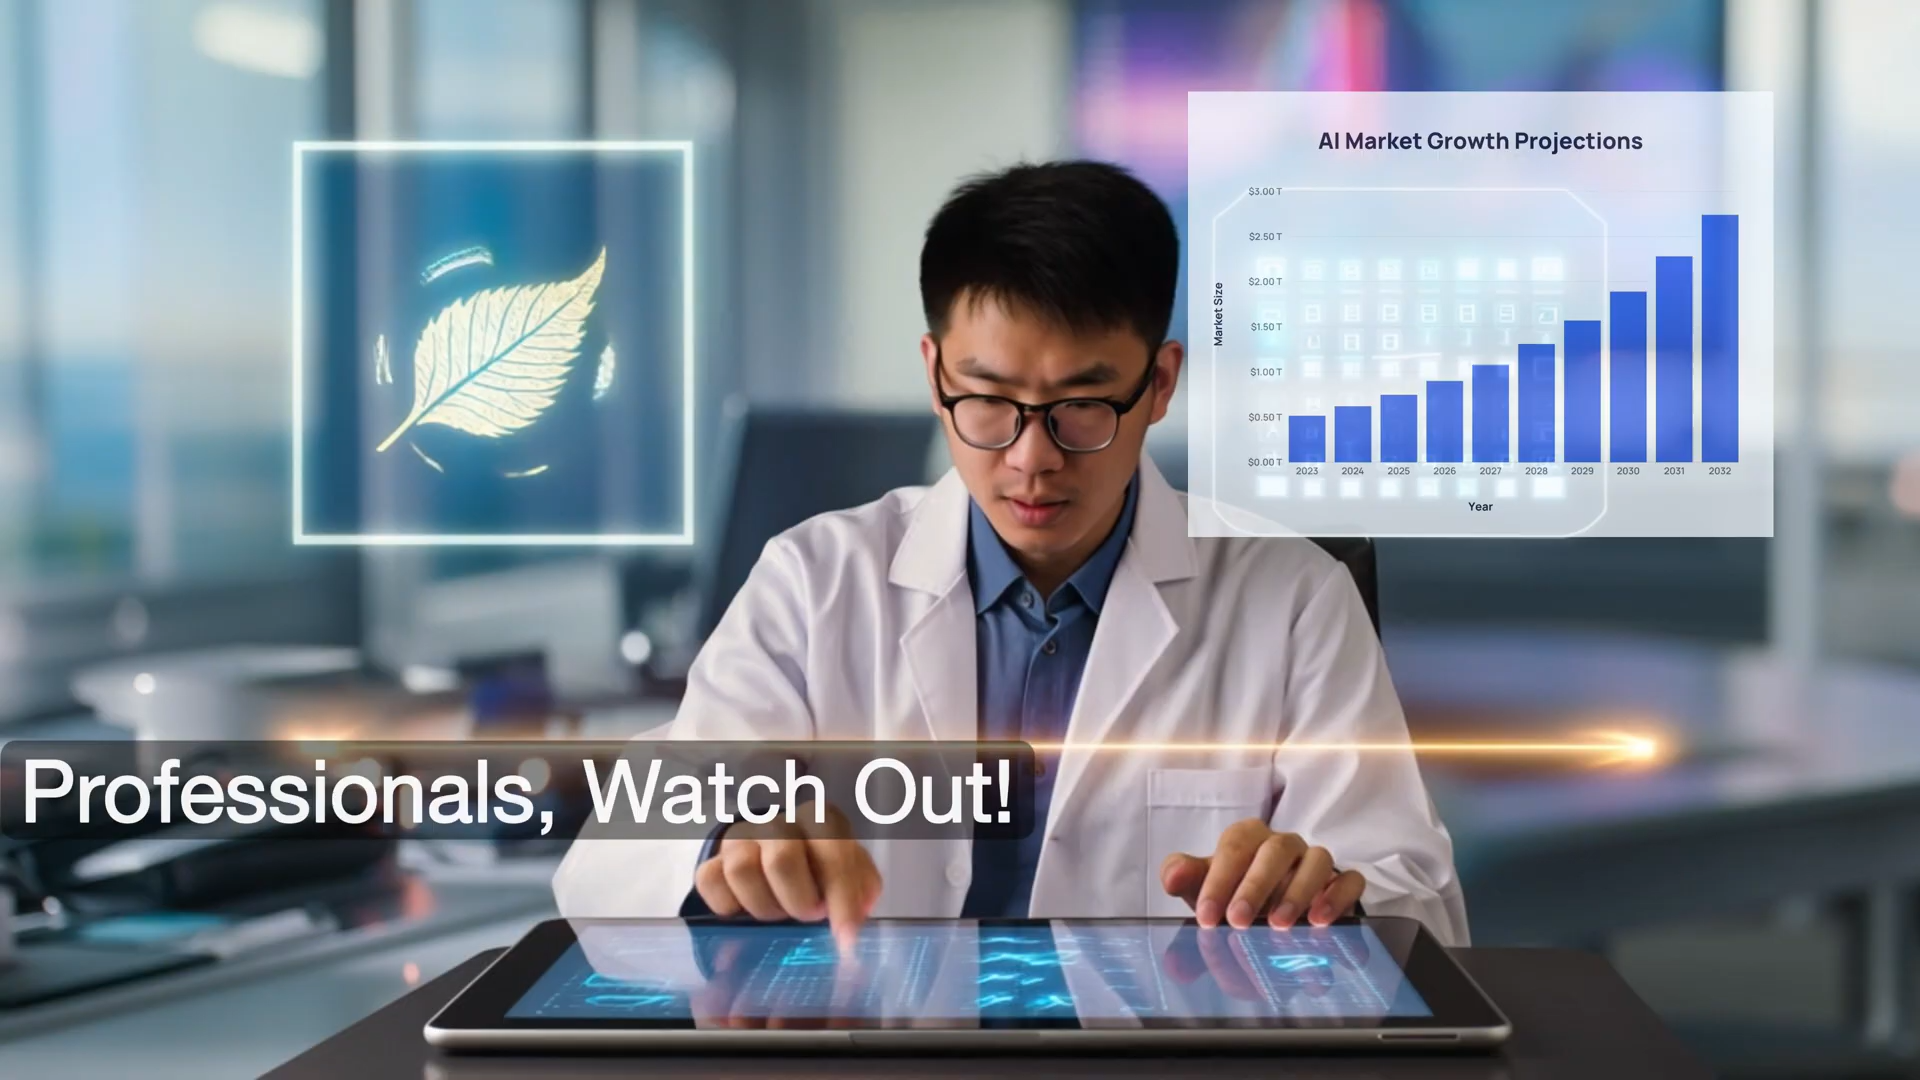 AI Market Growth Projections
$3.00 T
$2.50 T
$2.00 T
$1.50 T
$1.00 T
$0.50 T
$0.00 T
Market Size
2023 2024 2025 2026 2027 2028 2029 2030 2031 2032
Year
Professionals, Watch Out!